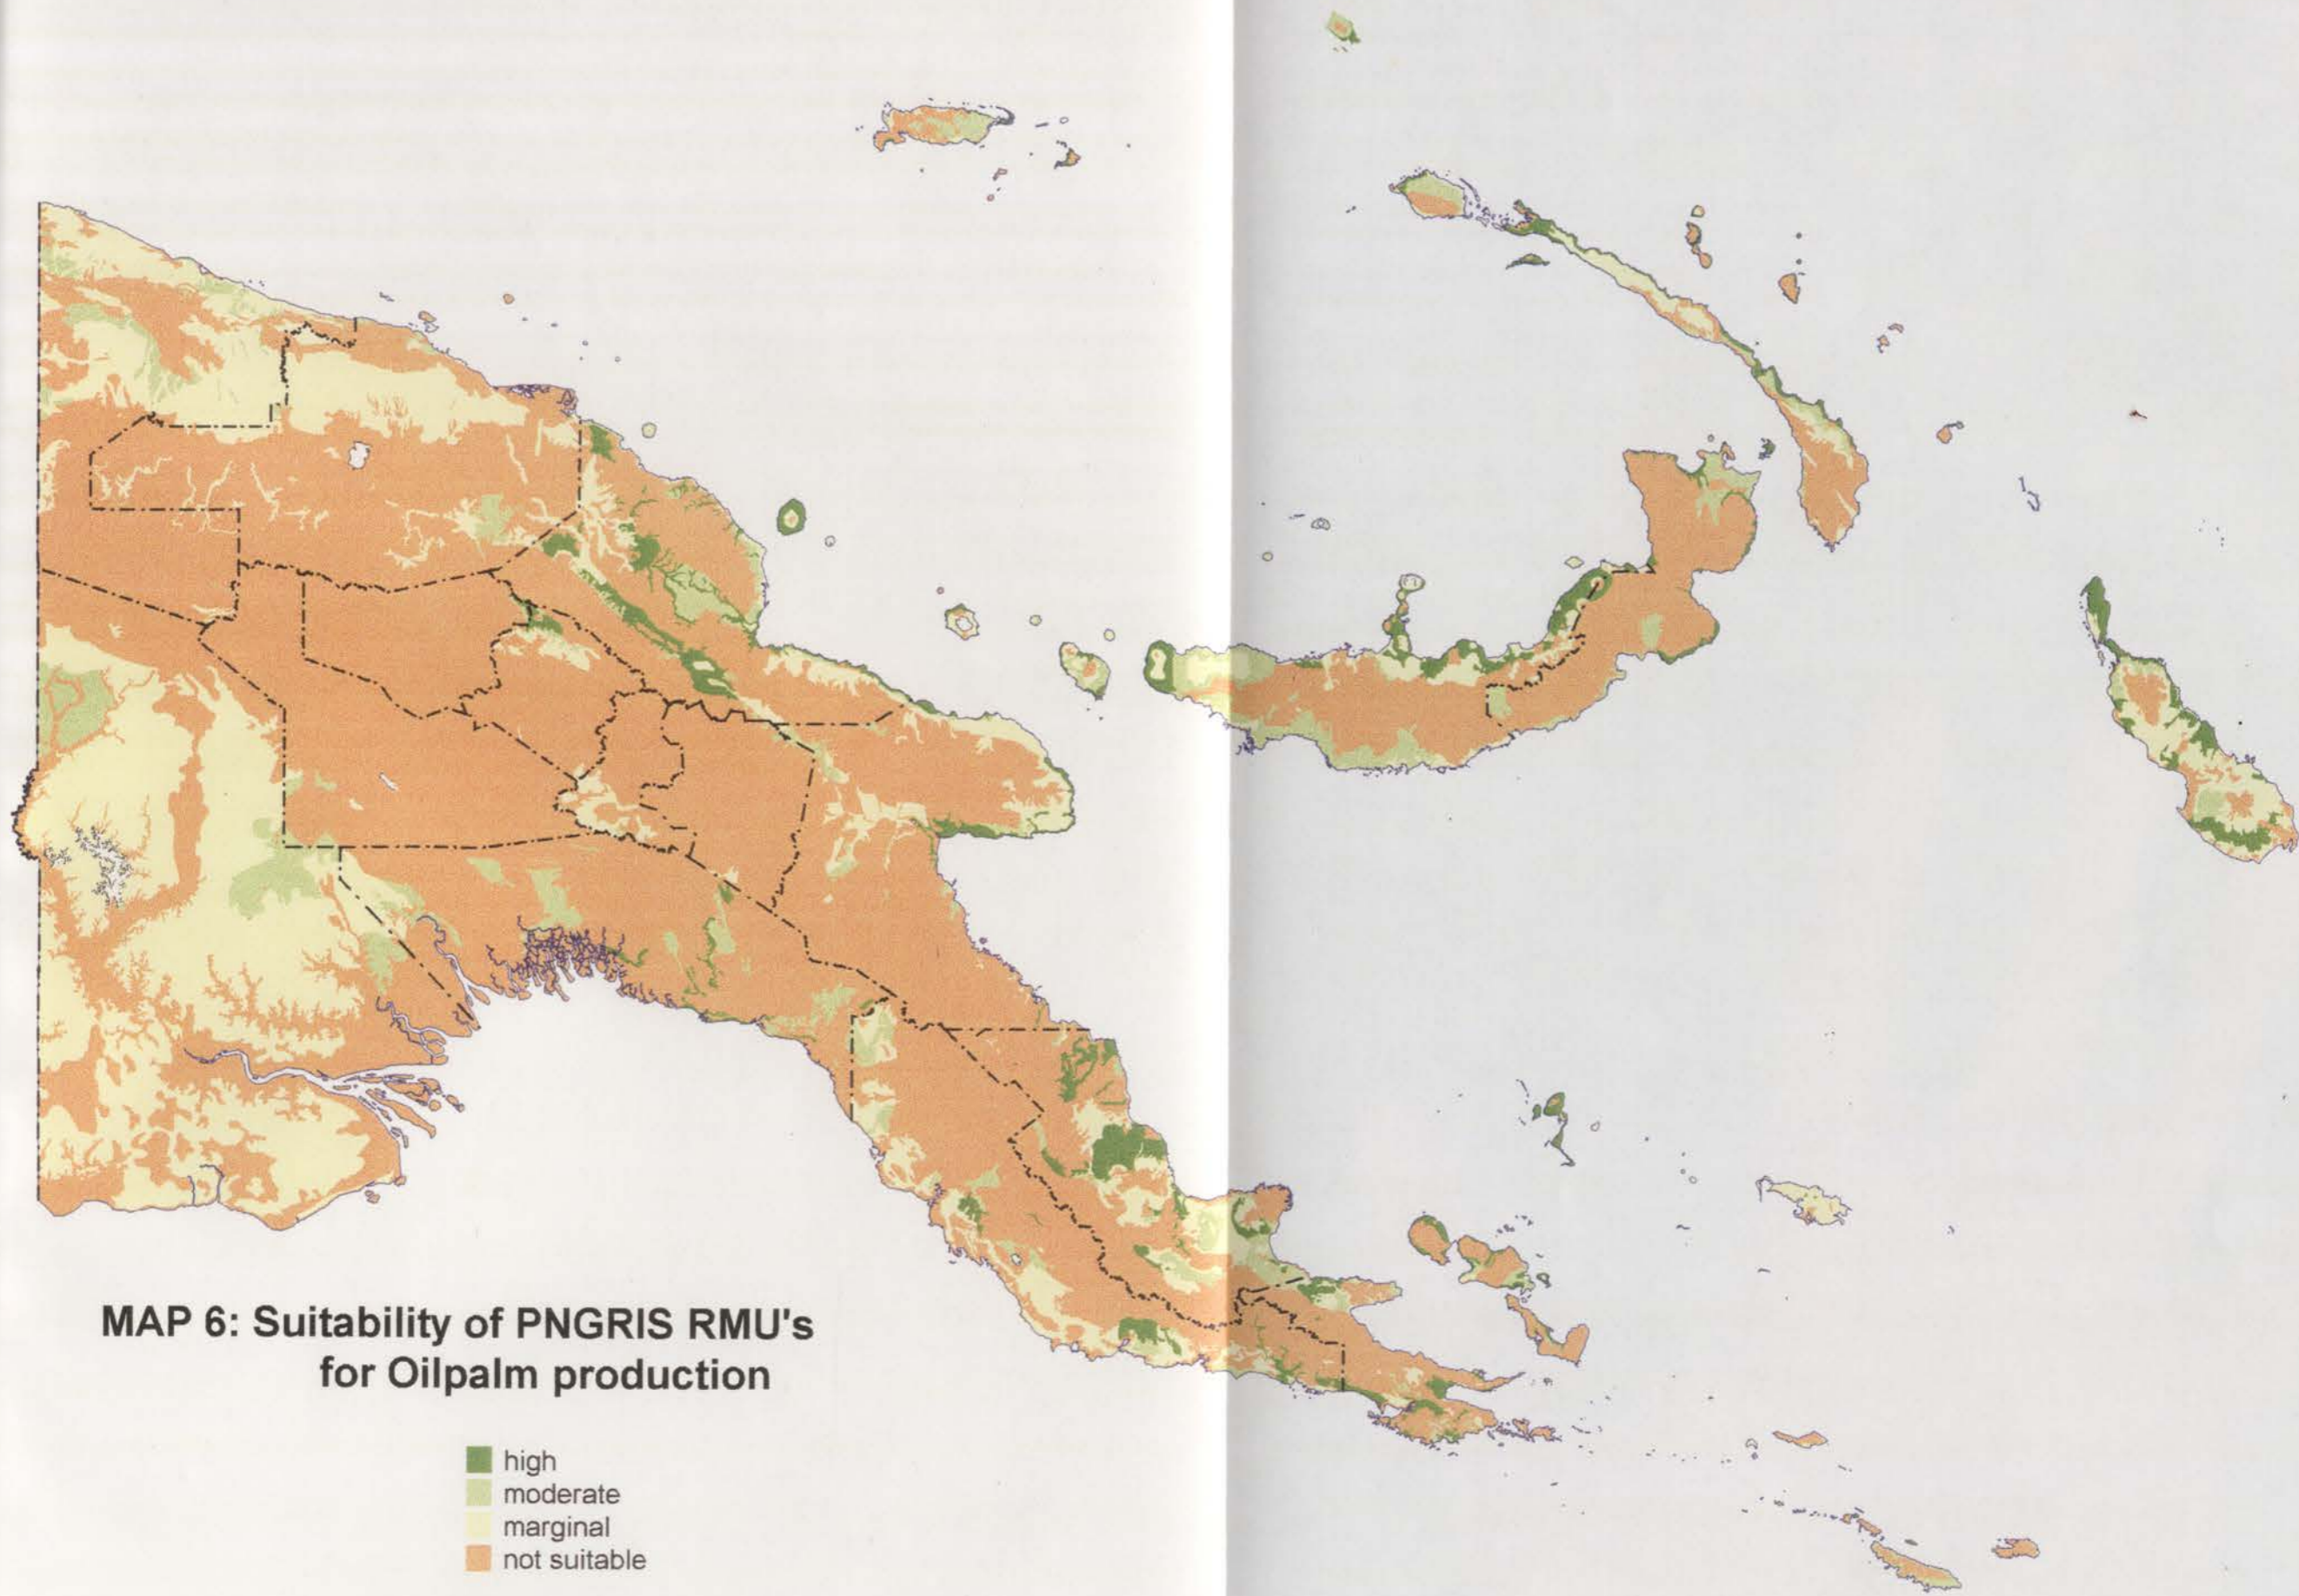 MAP 6: Suitability of PNGRIS RMU's
for Oilpalm production
high
moderate
marginal
not suitable